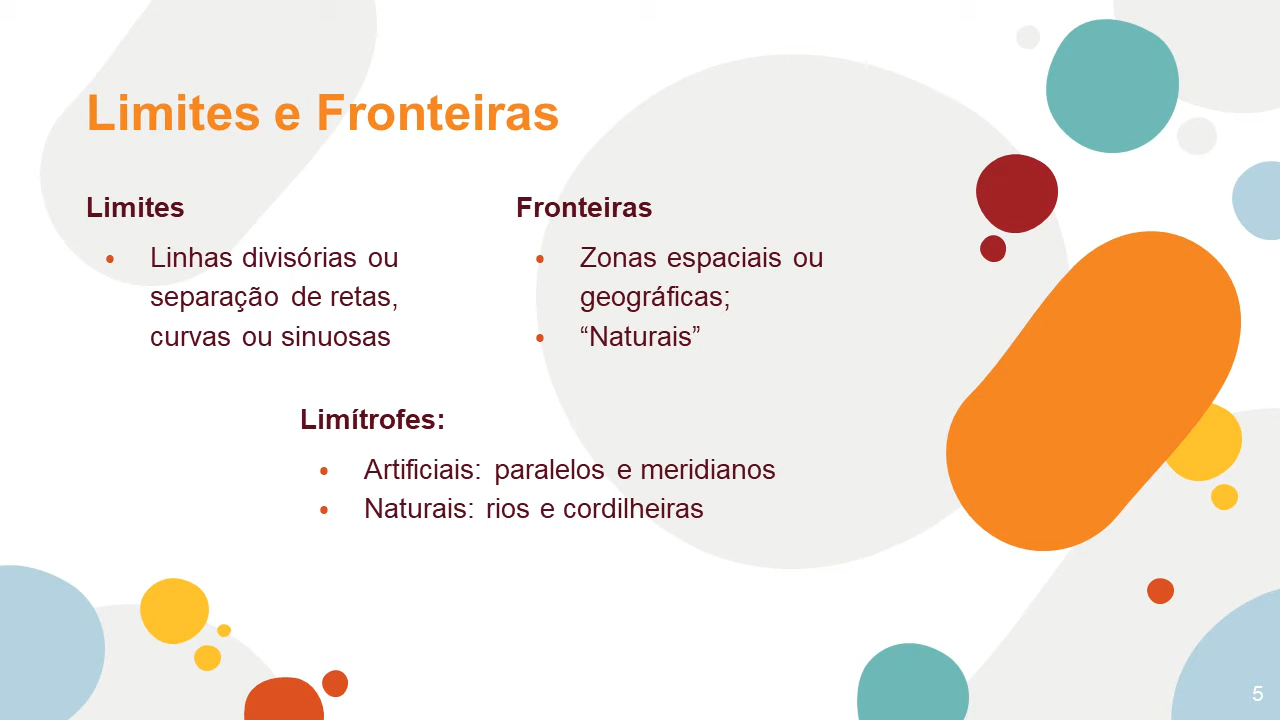 Limites e Fronteiras
Limites
• Linhas divisórias ou
separação de retas,
curvas ou sinuosas
Fronteiras
• Zonas espaciais ou
geográficas;
• “Naturais”
Limítrofes:
• Artificiais: paralelos e meridianos
• Naturais: rios e cordilheiras
5